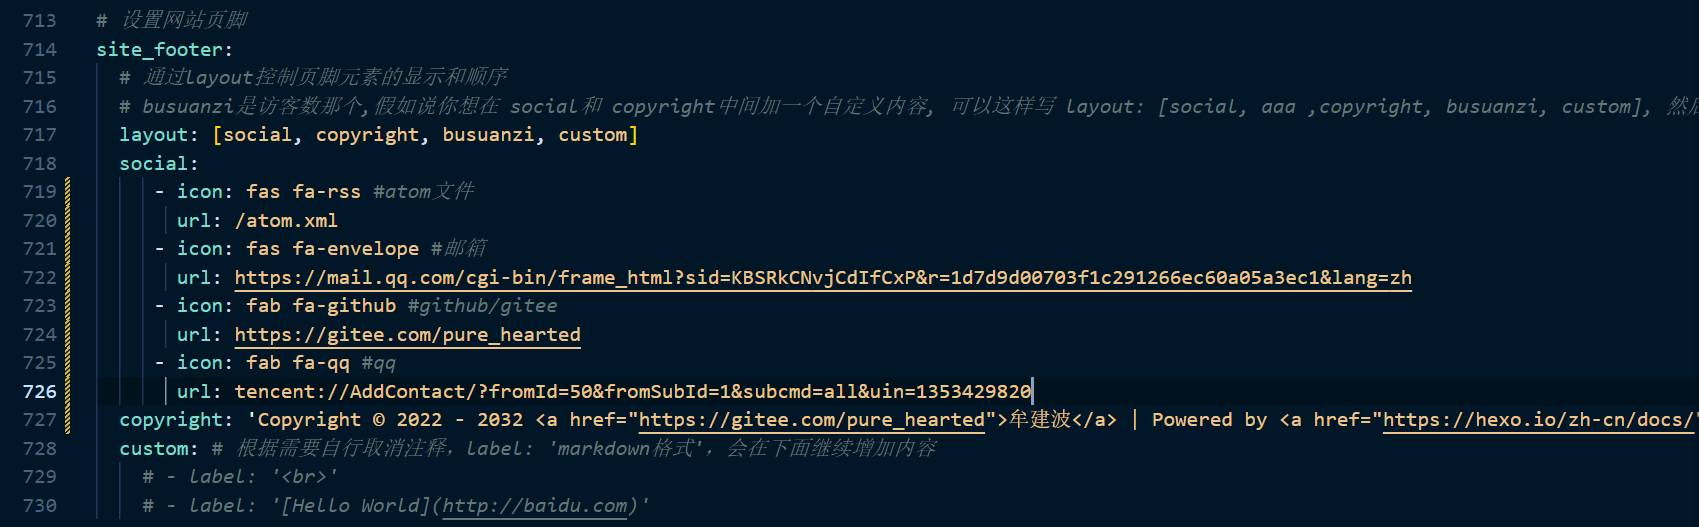 713 # 设置网站页脚
714 site_footer:
715 # 通过layout控制页脚元素的显示和顺序
716 # busuanzi是访客数那个,假如说你想在 social和 copyright中间加一个自定义内容, 可以这样写 layout: [social, aaa ,copyright, busuanzi, custom], 然后
717 layout: [social, copyright, busuanzi, custom]
718 social:
719 - icon: fas fa-rss #atom文件
720 url: /atom.xml
721 - icon: fas fa-envelope #邮箱
722 url: https://mail.qq.com/cgi-bin/frame_html?sid=KBSRkCNvjCdIfCxP&r=1d7d9d00703f1c291266ec60a05a3ec1&lang=zh
723 - icon: fab fa-github #github/gitee
724 url: https://gitee.com/pure_hearted
725 - icon: fab fa-qq #qq
726 url: tencent://AddContact/?fromId=50&fromSubId=1&subcmd=all&uin=1353429820
727 copyright: 'Copyright © 2022 - 2032 <a href="https://gitee.com/pure_hearted">牟建波</a> | Powered by <a href="https://hexo.io/zh-cn/docs/"
728 custom: # 根据需要自行取消注释，label: 'markdown格式'，会在下面继续增加内容
729 # - label: '<br>'
730 # - label: '[Hello World](http://baidu.com)'